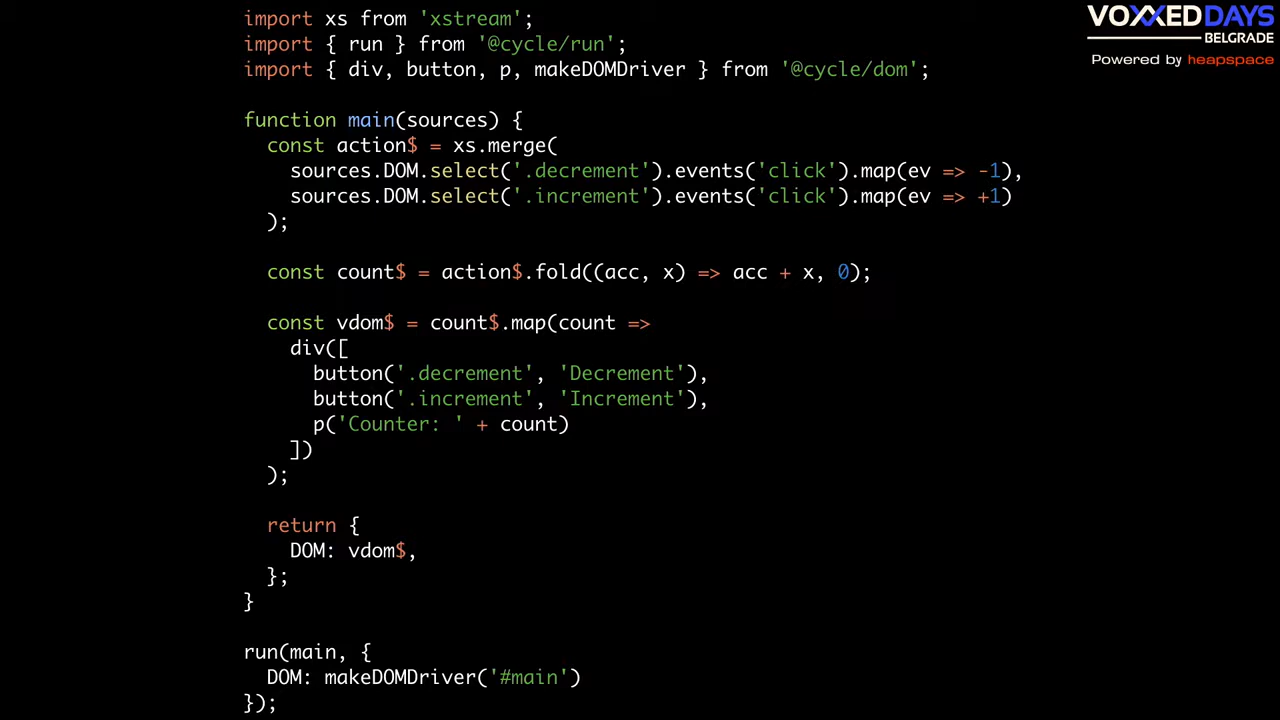 import xs from 'xstream';
import { run } from '@cycle/run';
import { div, button, p, makeDOMDriver } from '@cycle/dom';

function main(sources) {
  const action$ = xs.merge(
    sources.DOM.select('.decrement').events('click').map(ev => -1),
    sources.DOM.select('.increment').events('click').map(ev => +1)
  );

  const count$ = action$.fold((acc, x) => acc + x, 0);

  const vdom$ = count$.map(count =>
    div([
      button('.decrement', 'Decrement'),
      button('.increment', 'Increment'),
      p('Counter: ' + count)
    ])
  );

  return {
    DOM: vdom$,
  };
}

run(main, {
  DOM: makeDOMDriver('#main')
});
VOXXEDDAYS
BELGRADE
Powered by heapspace